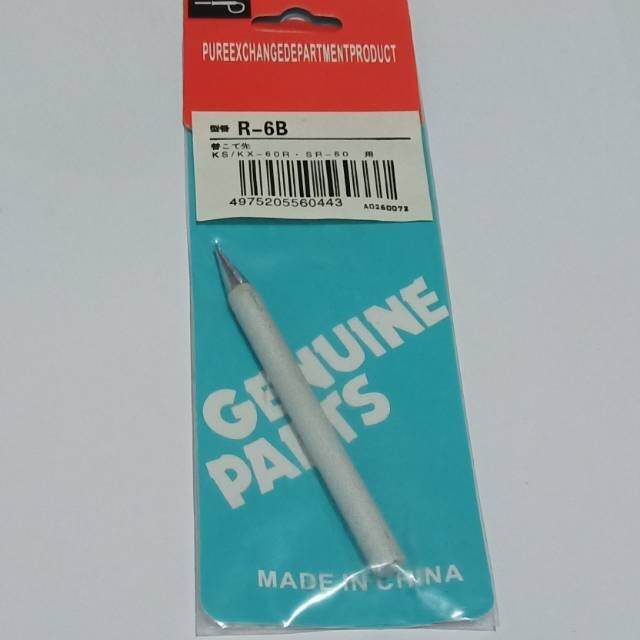 PUREEXCHANGEDEPARTMENTPRODUCT
型番 R-6B
替こて先
KS/KX-60R・SR-60 用
4975205560443 A0260073
GENUINE
PARTS
MADE IN CHINA